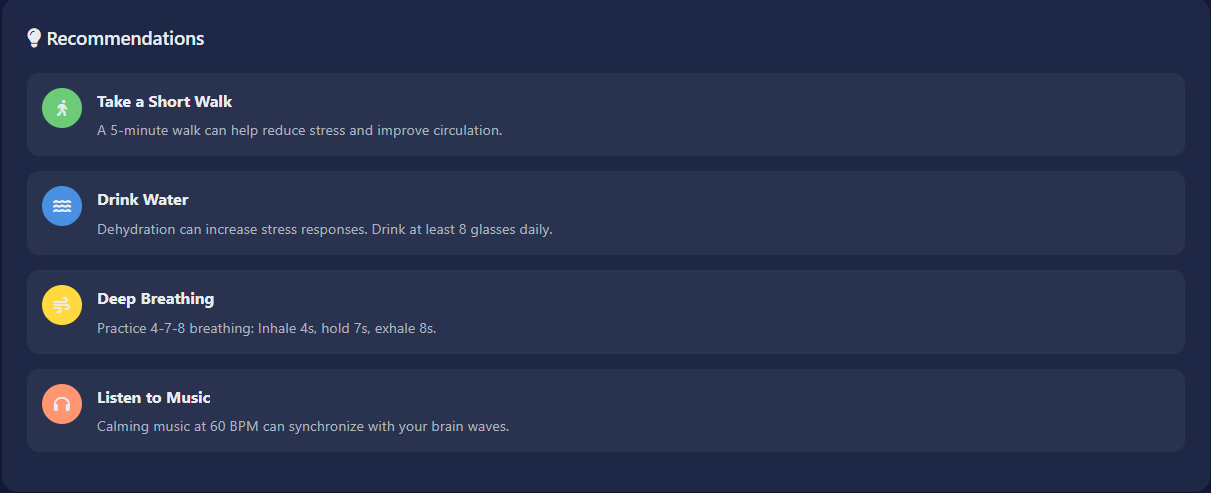 Recommendations
Take a Short Walk
A 5-minute walk can help reduce stress and improve circulation.
Drink Water
Dehydration can increase stress responses. Drink at least 8 glasses daily.
Deep Breathing
Practice 4-7-8 breathing: Inhale 4s, hold 7s, exhale 8s.
Listen to Music
Calming music at 60 BPM can synchronize with your brain waves.